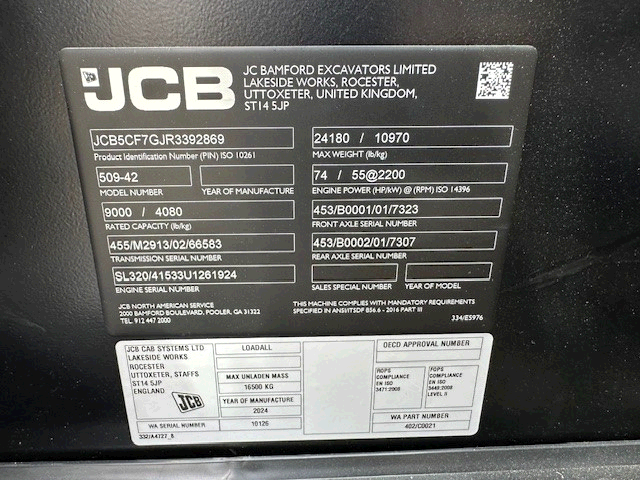 JCB
JC BAMFORD EXCAVATORS LIMITED
LAKESIDE WORKS, ROCESTER,
UTTOXETER, UNITED KINGDOM,
ST14 5JP
JCB5CF7GJR3392869
Product Identification Number (PIN) ISO 10261
509-42
MODEL NUMBER
YEAR OF MANUFACTURE
9000 / 4080
RATED CAPACITY (lb/kg)
455/M2913/02/66583
TRANSMISSION SERIAL NUMBER
SL320/41533U1261924
ENGINE SERIAL NUMBER
24180 / 10970
MAX WEIGHT (lb/kg)
74 / 55@2200
ENGINE POWER (HP/kW) @ (RPM) ISO 14396
453/B0001/01/7323
FRONT AXLE SERIAL NUMBER
453/B0002/01/7307
REAR AXLE SERIAL NUMBER
SALES SPECIAL NUMBER
YEAR OF MODEL
JCB NORTH AMERICAN SERVICE
2000 BAMFORD BOULEVARD, POOLER, GA 31322
TEL. 912 447 2000
THIS MACHINE COMPLIES WITH MANDATORY REQUIREMENTS
SPECIFIED IN ANSI/ITSDF B56.6 - 2016 PART III
334/E5976
JCB CAB SYSTEMS LTD
LAKESIDE WORKS
ROCESTER
UTTOXETER, STAFFS
ST14 5JP
ENGLAND
JCB
WA SERIAL NUMBER
332/A4727_8
LOADALL
MAX UNLADEN MASS
16500 KG
YEAR OF MANUFACTURE
2024
10126
OECD APPROVAL NUMBER
ROPS
COMPLIANCE
EN ISO
3471:2008
FOPS
COMPLIANCE
EN ISO
3449:2008
LEVEL II
WA PART NUMBER
402/C0021